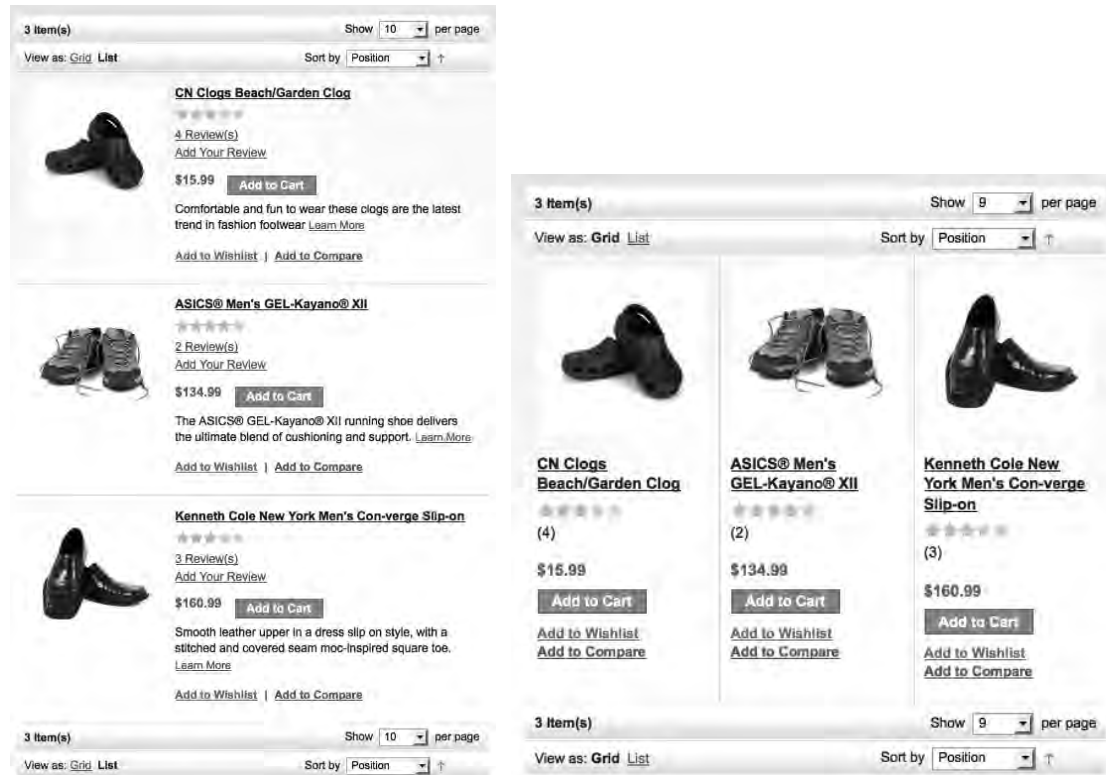 3 Item(s) Show 10 per page
View as: Grid List Sort by Position ↑
CN Clogs Beach/Garden Clog
4 Review(s)
Add Your Review
$15.99 Add to Cart
Comfortable and fun to wear these clogs are the latest
trend in fashion footwear Learn More
Add to Wishlist | Add to Compare
ASICS® Men's GEL-Kayano® XII
2 Review(s)
Add Your Review
$134.99 Add to Cart
The ASICS® GEL-Kayano® XII running shoe delivers
the ultimate blend of cushioning and support. Learn More
Add to Wishlist | Add to Compare
Kenneth Cole New York Men's Con-verge Slip-on
3 Review(s)
Add Your Review
$160.99 Add to Cart
Smooth leather upper in a dress slip on style, with a
stitched and covered seam moc-inspired square toe.
Learn More
Add to Wishlist | Add to Compare
3 Item(s) Show 10 per page
View as: Grid List Sort by Position ↑
3 Item(s) Show 9 per page
View as: Grid List Sort by Position ↑
CN Clogs
Beach/Garden Clog
(4)
$15.99
Add to Cart
Add to Wishlist
Add to Compare
ASICS® Men's
GEL-Kayano® XII
(2)
$134.99
Add to Cart
Add to Wishlist
Add to Compare
Kenneth Cole New
York Men's Con-verge
Slip-on
(3)
$160.99
Add to Cart
Add to Wishlist
Add to Compare
3 Item(s) Show 9 per page
View as: Grid List Sort by Position ↑